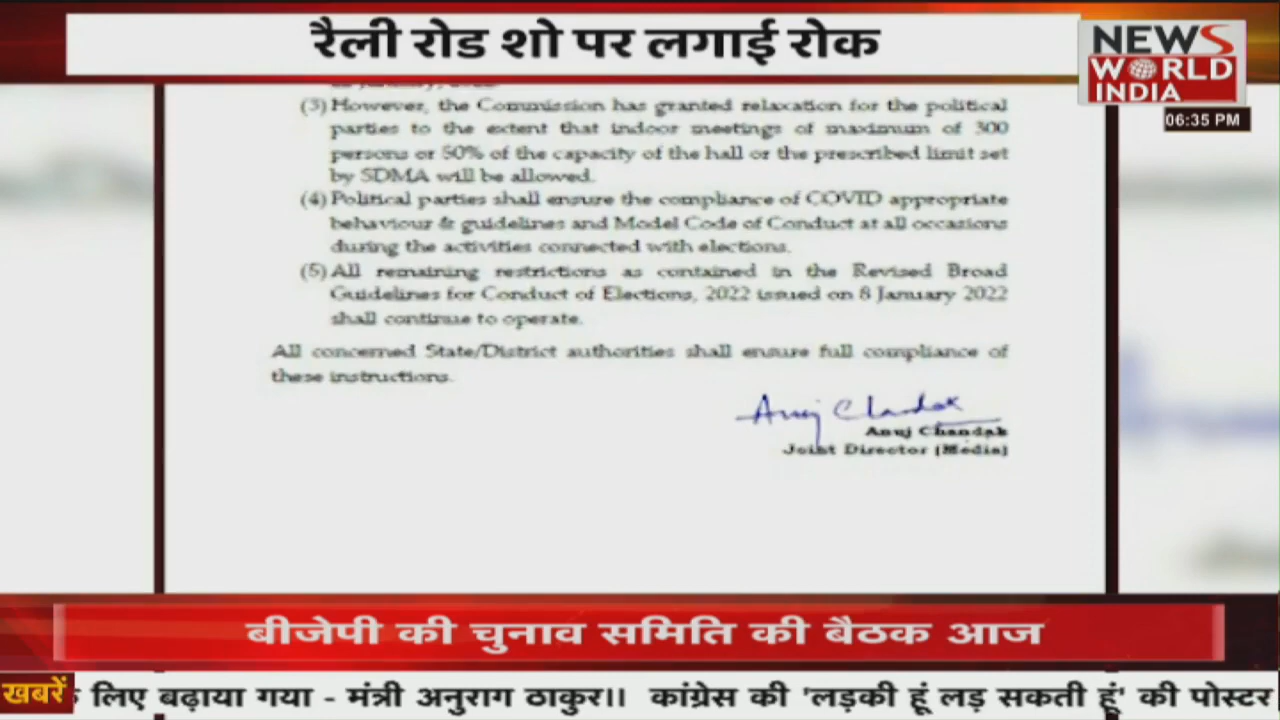 रैली रोड शो पर लगाई रोक
NEWS
WORLD
INDIA
06:35 PM
(3) However, the Commission has granted relaxation for the political
parties to the extent that indoor meetings of maximum of 300
persons or 50% of the capacity of the hall or the prescribed limit set
by SDMA will be allowed.
(4) Political parties shall ensure the compliance of COVID appropriate
behaviour & guidelines and Model Code of Conduct at all occasions
during the activities connected with elections.
(5) All remaining restrictions as contained in the Revised Broad
Guidelines for Conduct of Elections, 2022 issued on 8 January 2022
shall continue to operate.
All concerned State/District authorities shall ensure full compliance of
these instructions.
Anuj Chandak
Anuj Chandak
Joint Director (Media)
बीजेपी की चुनाव समिति की बैठक आज
खबरें लिए बढ़ाया गया - मंत्री अनुराग ठाकुर।। कांग्रेस की 'लड़की हूं लड़ सकती हूं' की पोस्टर